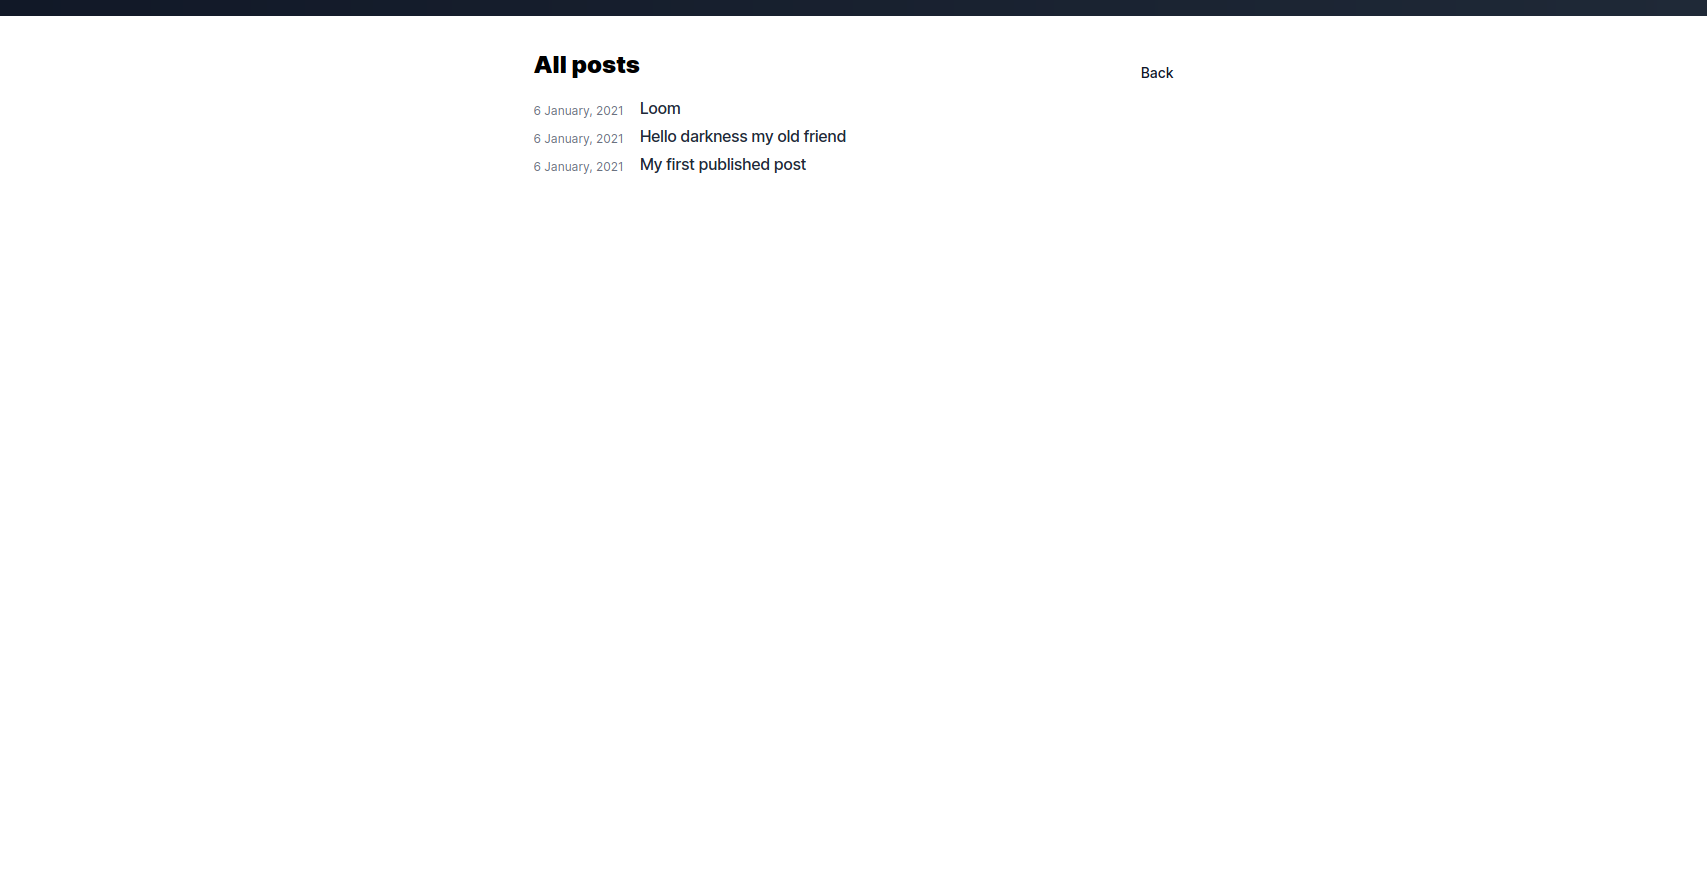 All posts
Back
6 January, 2021 Loom
6 January, 2021 Hello darkness my old friend
6 January, 2021 My first published post